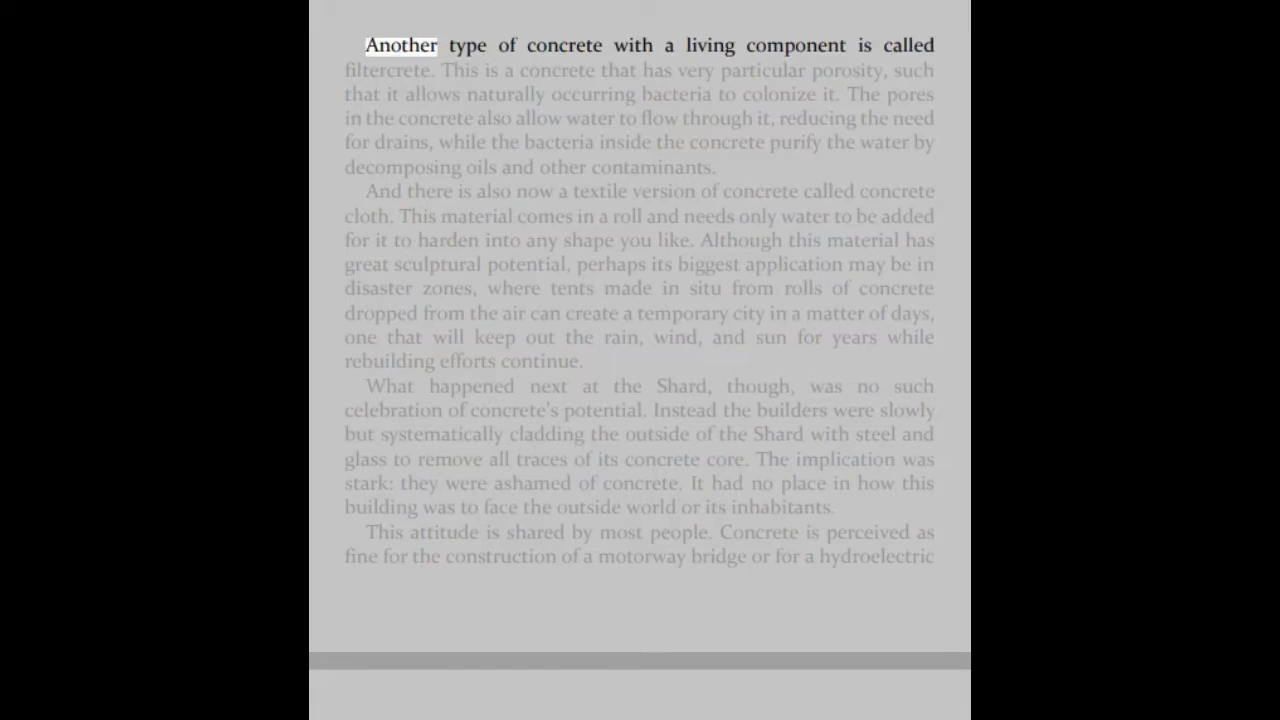 Another type of concrete with a living component is called
filtercrete. This is a concrete that has very particular porosity, such
that it allows naturally occurring bacteria to colonize it. The pores
in the concrete also allow water to flow through it, reducing the need
for drains, while the bacteria inside the concrete purify the water by
decomposing oils and other contaminants.
And there is also now a textile version of concrete called concrete
cloth. This material comes in a roll and needs only water to be added
for it to harden into any shape you like. Although this material has
great sculptural potential, perhaps its biggest application may be in
disaster zones, where tents made in situ from rolls of concrete
dropped from the air can create a temporary city in a matter of days,
one that will keep out the rain, wind, and sun for years while
rebuilding efforts continue.
What happened next at the Shard, though, was no such
celebration of concrete's potential. Instead the builders were slowly
but systematically cladding the outside of the Shard with steel and
glass to remove all traces of its concrete core. The implication was
stark: they were ashamed of concrete. It had no place in how this
building was to face the outside world or its inhabitants.
This attitude is shared by most people. Concrete is perceived as
fine for the construction of a motorway bridge or for a hydroelectric